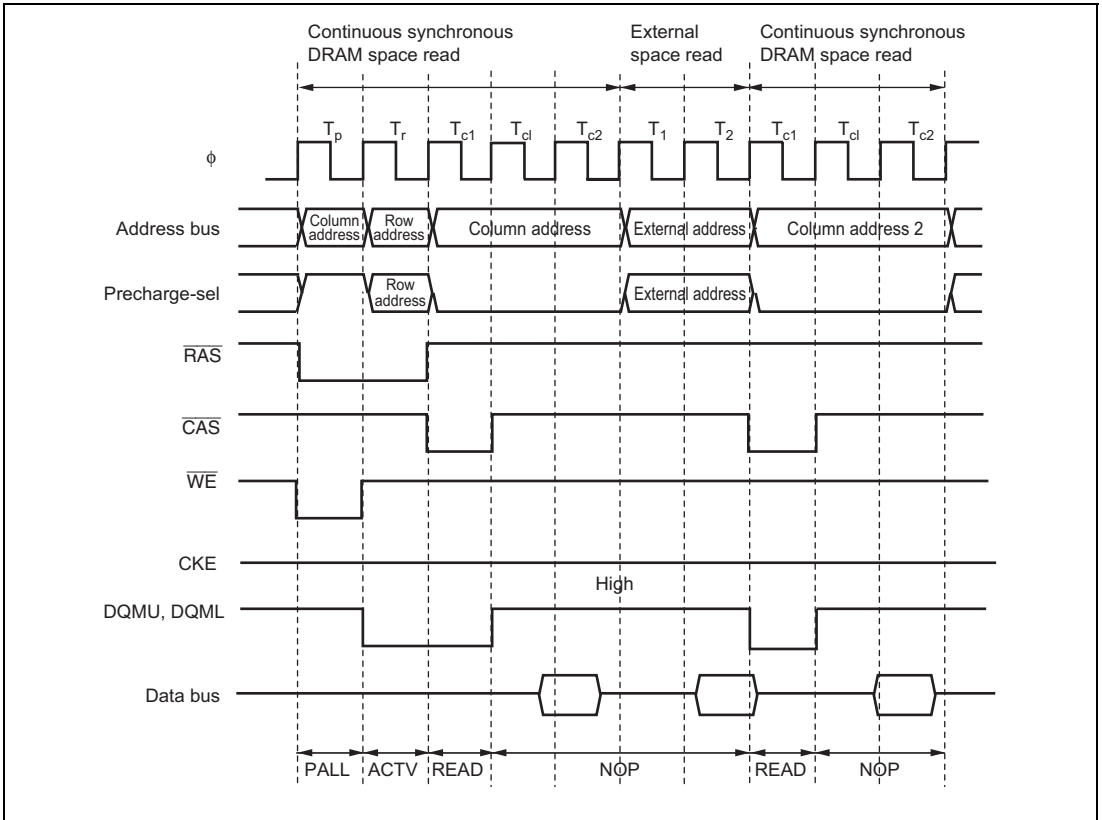 Continuous synchronous
DRAM space read
External
space read
Continuous synchronous
DRAM space read
Tp Tr Tc1 Tcl Tc2 T1 T2 Tc1 Tcl Tc2
ϕ
Address bus
Column
address
Row
address
Column address
External address
Column address 2
Precharge-sel
Row
address
External address
RAS
CAS
WE
CKE
High
DQMU, DQML
Data bus
PALL ACTV READ NOP READ NOP